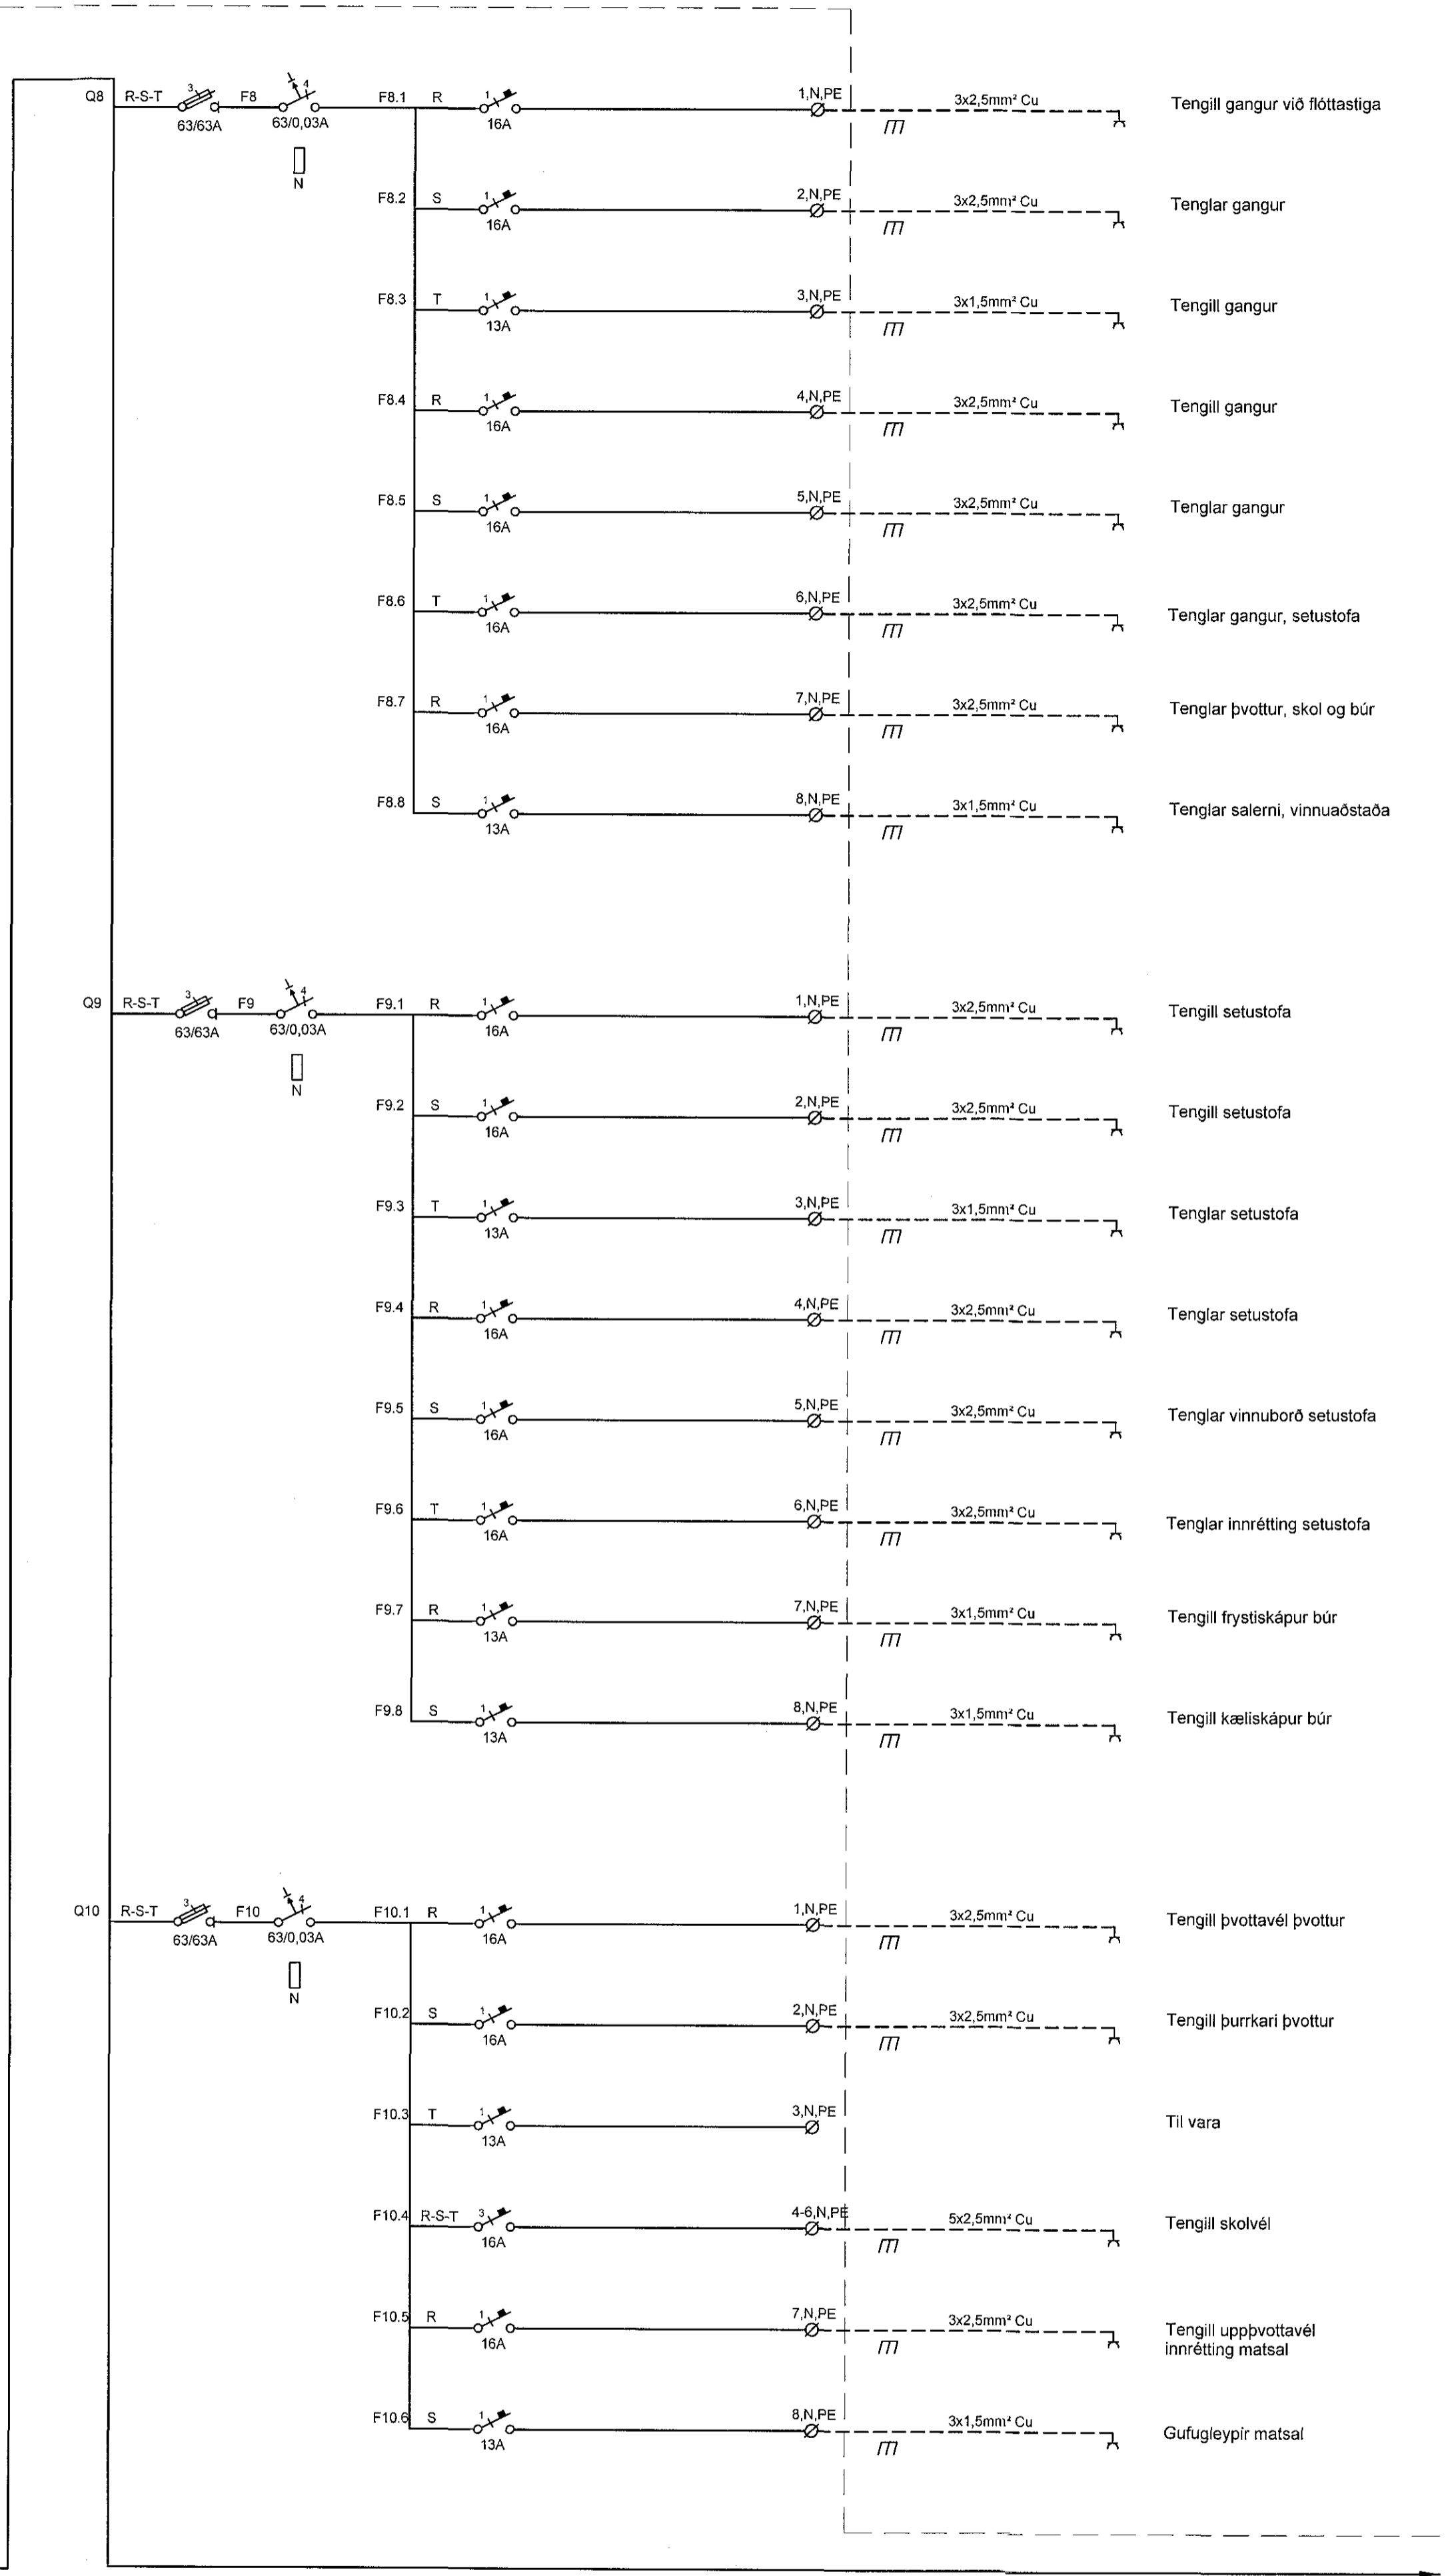 Q8 R-S-T 3 63/63A F8 4 63/0,03A N
F8.1 R 1 16A 1,N,PE 3x2,5mm² Cu Tengill gangur við flóttastiga
F8.2 S 1 16A 2,N,PE 3x2,5mm² Cu Tenglar gangur
F8.3 T 1 13A 3,N,PE 3x1,5mm² Cu Tengill gangur
F8.4 R 1 16A 4,N,PE 3x2,5mm² Cu Tengill gangur
F8.5 S 1 16A 5,N,PE 3x2,5mm² Cu Tenglar gangur
F8.6 T 1 16A 6,N,PE 3x2,5mm² Cu Tenglar gangur, setustofa
F8.7 R 1 16A 7,N,PE 3x2,5mm² Cu Tenglar þvottur, skol og búr
F8.8 S 1 13A 8,N,PE 3x1,5mm² Cu Tenglar salerni, vinnuaðstaða
Q9 R-S-T 3 63/63A F9 4 63/0,03A N
F9.1 R 1 16A 1,N,PE 3x2,5mm² Cu Tengill setustofa
F9.2 S 1 16A 2,N,PE 3x2,5mm² Cu Tengill setustofa
F9.3 T 1 13A 3,N,PE 3x1,5mm² Cu Tenglar setustofa
F9.4 R 1 16A 4,N,PE 3x2,5mm² Cu Tenglar setustofa
F9.5 S 1 16A 5,N,PE 3x2,5mm² Cu Tenglar vinnuborð setustofa
F9.6 T 1 16A 6,N,PE 3x2,5mm² Cu Tenglar innrétting setustofa
F9.7 R 1 13A 7,N,PE 3x1,5mm² Cu Tengill frystiskápur búr
F9.8 S 1 13A 8,N,PE 3x1,5mm² Cu Tengill kæliskápur búr
Q10 R-S-T 3 63/63A F10 4 63/0,03A N
F10.1 R 1 16A 1,N,PE 3x2,5mm² Cu Tengill þvottavél þvottur
F10.2 S 1 16A 2,N,PE 3x2,5mm² Cu Tengill þurrkari þvottur
F10.3 T 1 13A 3,N,PE Til vara
F10.4 R-S-T 3 16A 4-6,N,PE 5x2,5mm² Cu Tengill skolvél
F10.5 R 1 16A 7,N,PE 3x2,5mm² Cu Tengill uppþvottavél
innrétting matsal
F10.6 S 1 13A 8,N,PE 3x1,5mm² Cu Gufugleypir matsal